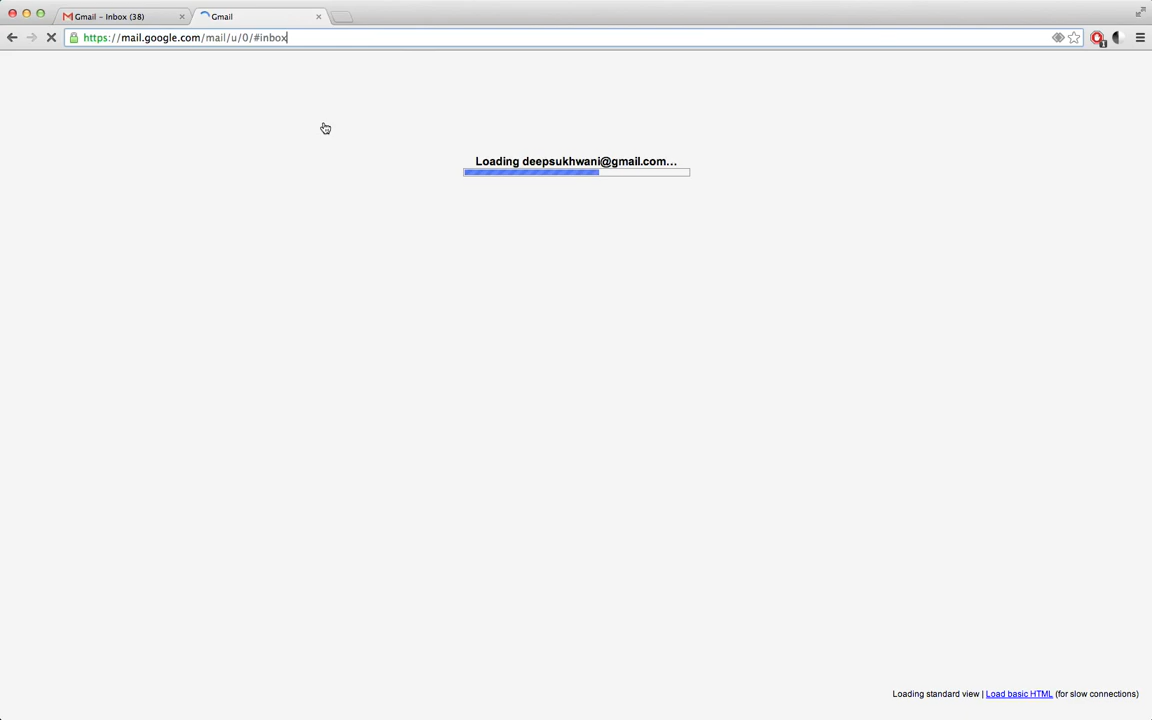 Gmail – Inbox (38)
Gmail
https://mail.google.com/mail/u/0/#inbox
1
Loading deepsukhwani@gmail.com…
Loading standard view | Load basic HTML (for slow connections)